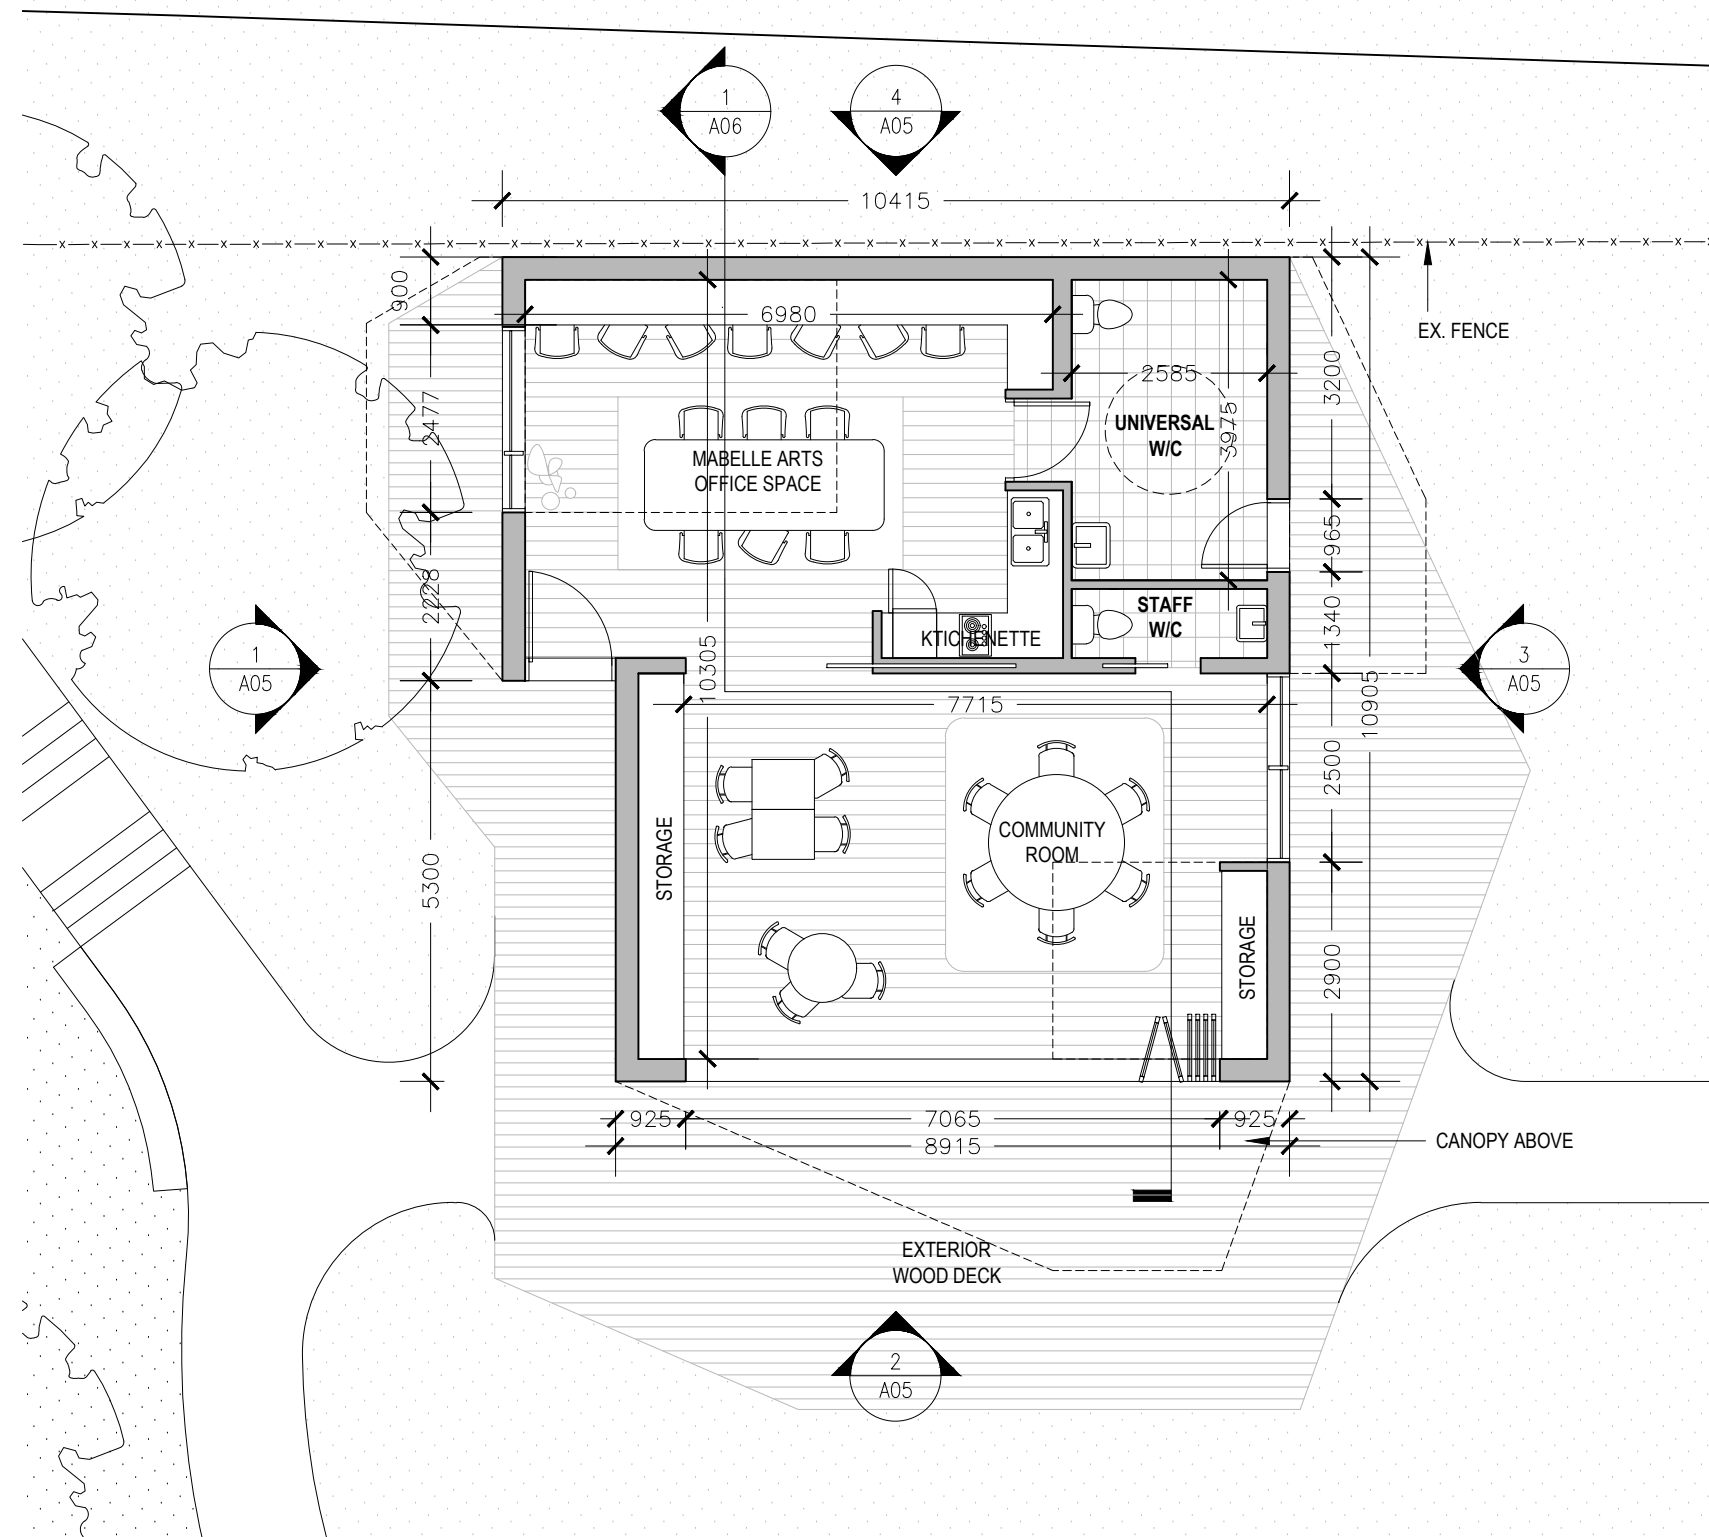 1
A06
4
A05
10415
900
6980
EX. FENCE
3200
2585
2477
UNIVERSAL
W/C
3975
MABELLE ARTS
OFFICE SPACE
965
2228
STAFF
W/C
1340
KTICHENETTE
1
A05
3
A05
10305
7715
10905
2500
STORAGE
COMMUNITY
ROOM
5300
STORAGE
2900
925
7065
925
8915
CANOPY ABOVE
EXTERIOR
WOOD DECK
2
A05